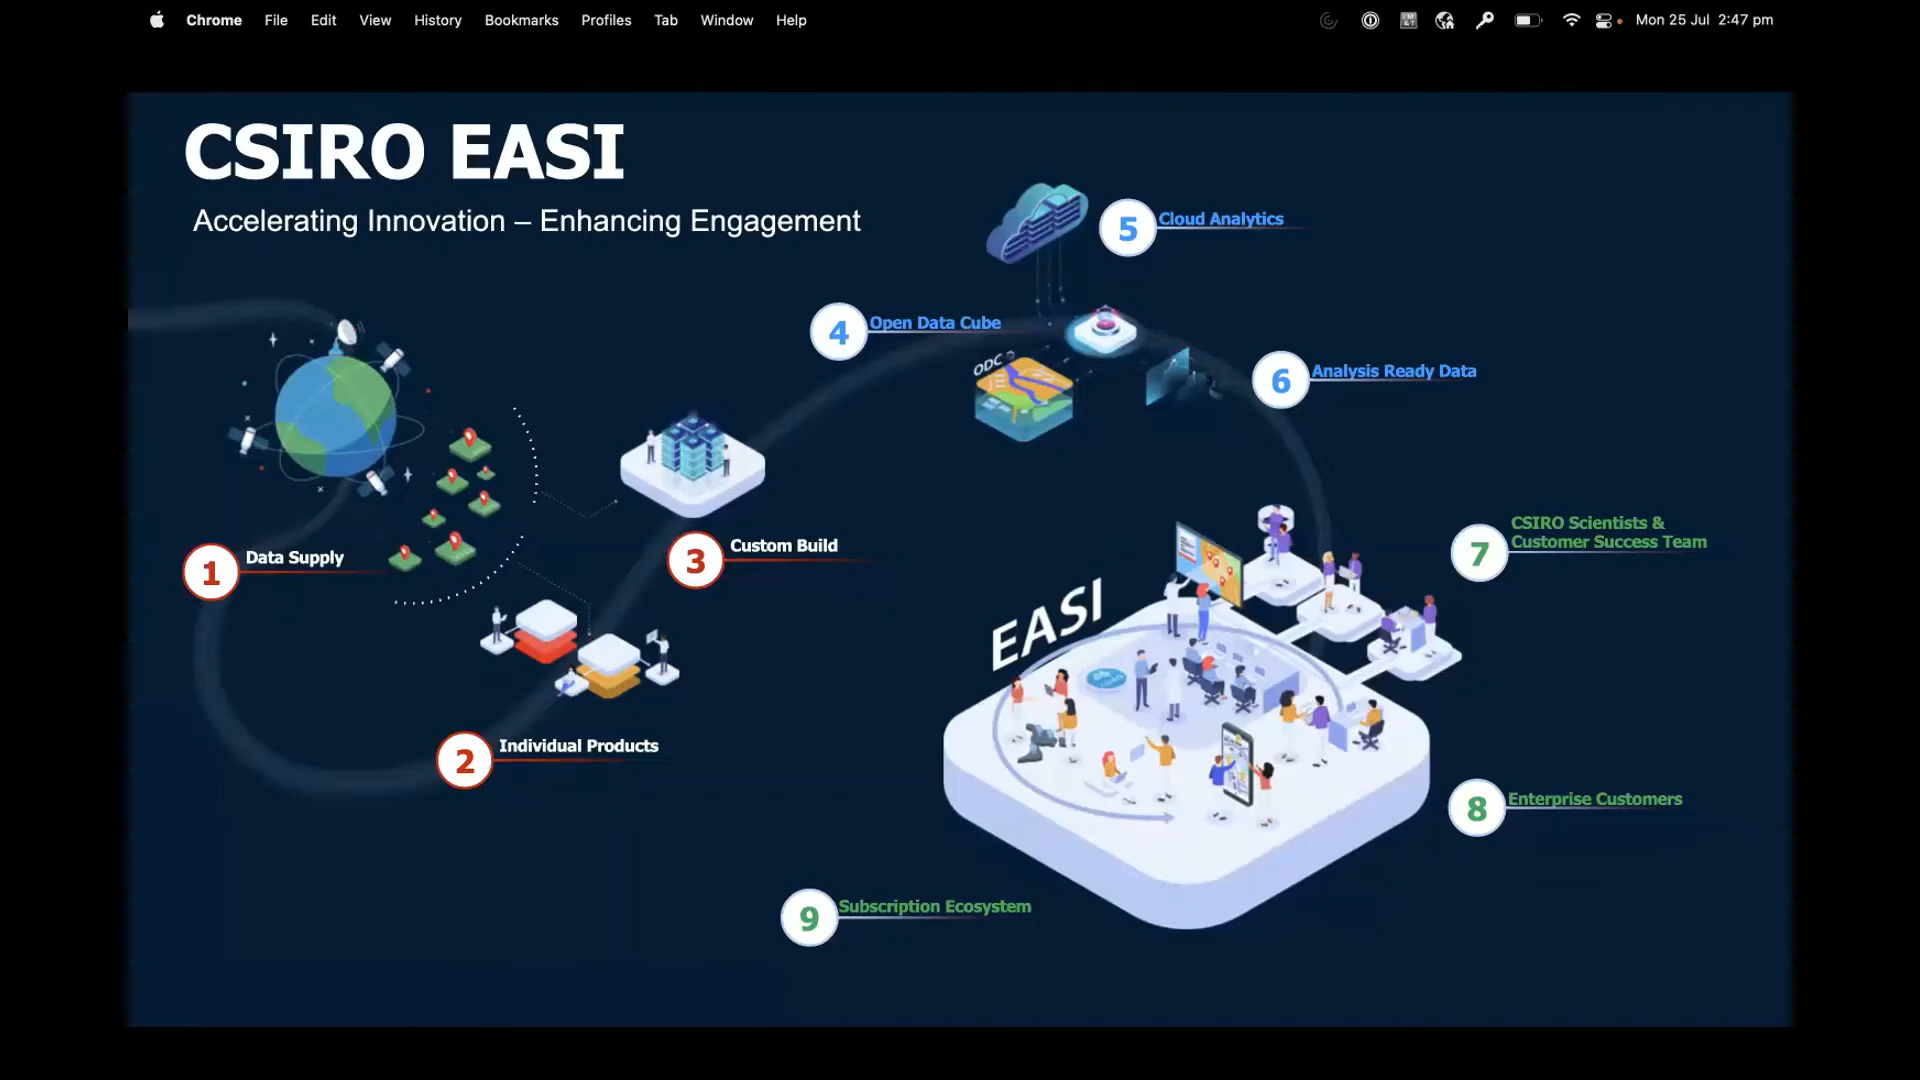 Chrome File Edit View History Bookmarks Profiles Tab Window Help
Mon 25 Jul 2:47 pm
CSIRO EASI
Accelerating Innovation – Enhancing Engagement
5 Cloud Analytics
4 Open Data Cube
ODC
6 Analysis Ready Data
7 CSIRO Scientists &
Customer Success Team
1 Data Supply
3 Custom Build
EASI
2 Individual Products
8 Enterprise Customers
9 Subscription Ecosystem